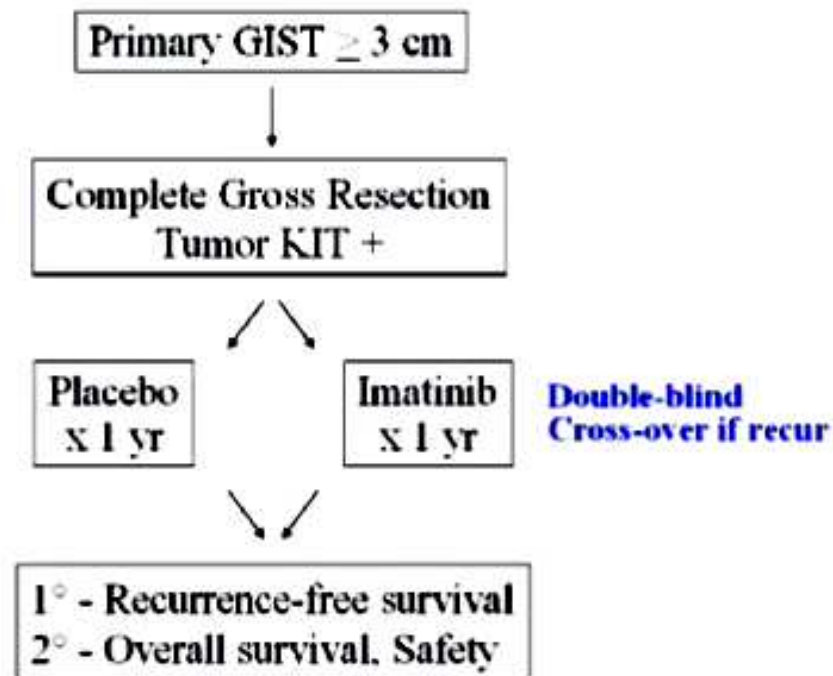 Primary GIST ≥ 3 cm
Complete Gross Resection
Tumor KIT +
Placebo
x 1 yr
Imatinib
x 1 yr
Double-blind
Cross-over if recur
1° - Recurrence-free survival
2° - Overall survival, Safety